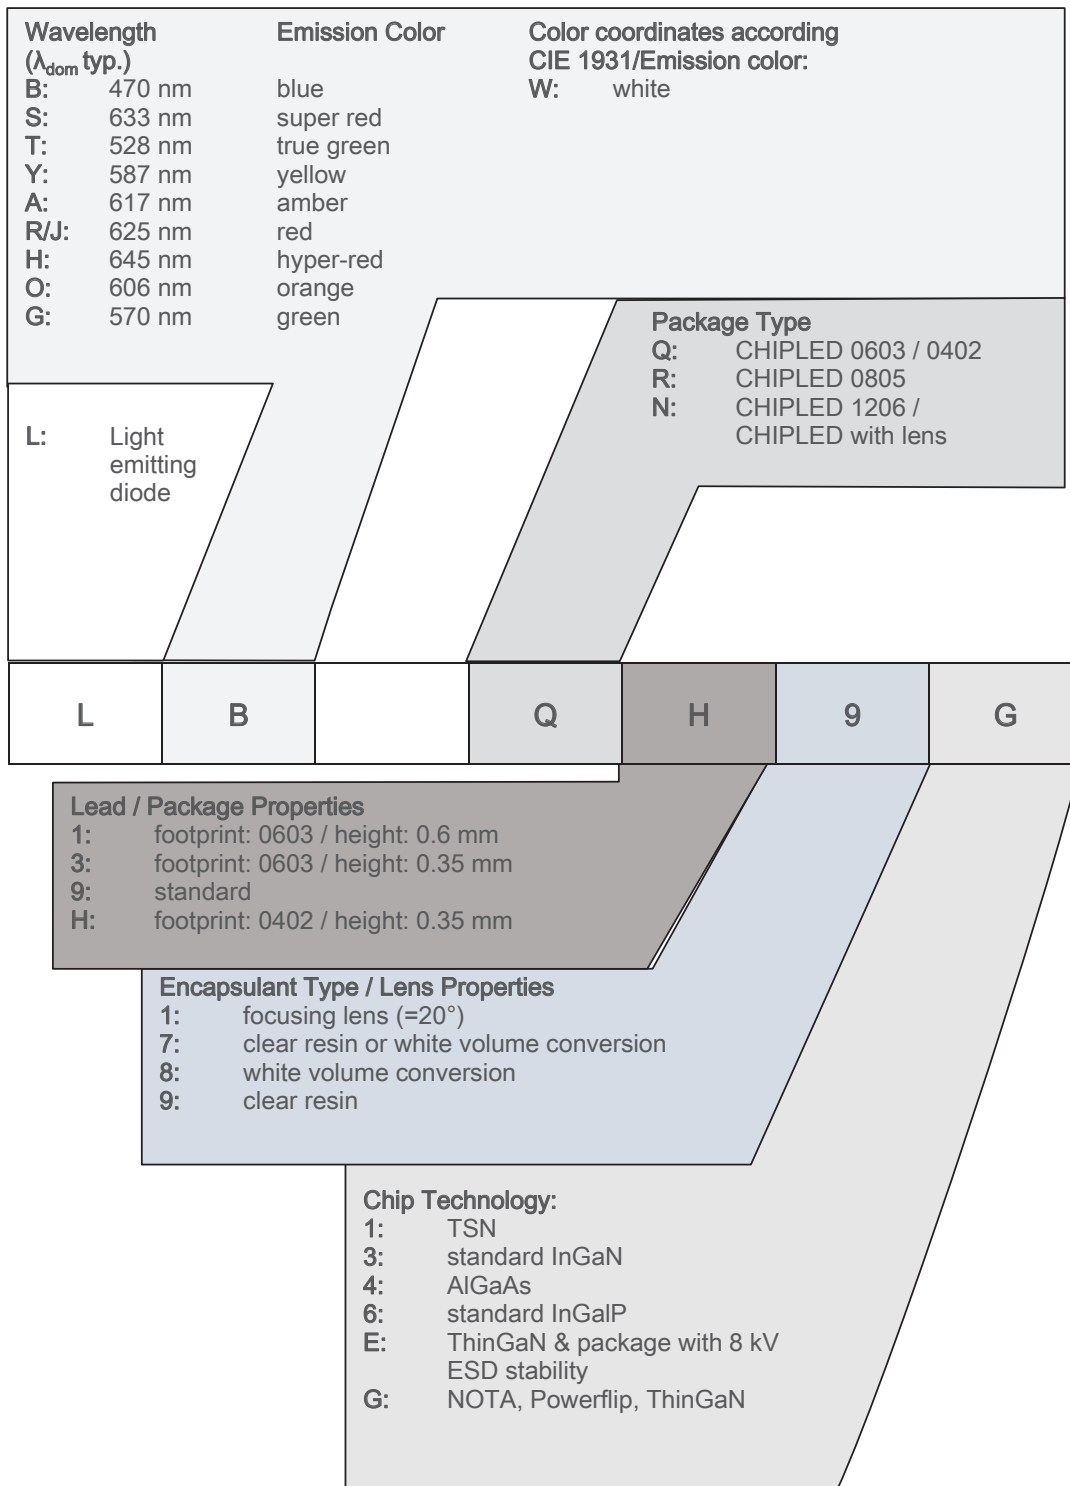 Wavelength Emission Color Color coordinates according
(λdom typ.) CIE 1931/Emission color:
B: 470 nm blue W: white
S: 633 nm super red
T: 528 nm true green
Y: 587 nm yellow
A: 617 nm amber
R/J: 625 nm red
H: 645 nm hyper-red
O: 606 nm orange
G: 570 nm green
Package Type
Q: CHIPLED 0603 / 0402
R: CHIPLED 0805
N: CHIPLED 1206 /
CHIPLED with lens
L: Light
emitting
diode
L B Q H 9 G
Lead / Package Properties
1: footprint: 0603 / height: 0.6 mm
3: footprint: 0603 / height: 0.35 mm
9: standard
H: footprint: 0402 / height: 0.35 mm
Encapsulant Type / Lens Properties
1: focusing lens (=20°)
7: clear resin or white volume conversion
8: white volume conversion
9: clear resin
Chip Technology:
1: TSN
3: standard InGaN
4: AlGaAs
6: standard InGalP
E: ThinGaN & package with 8 kV
ESD stability
G: NOTA, Powerflip, ThinGaN